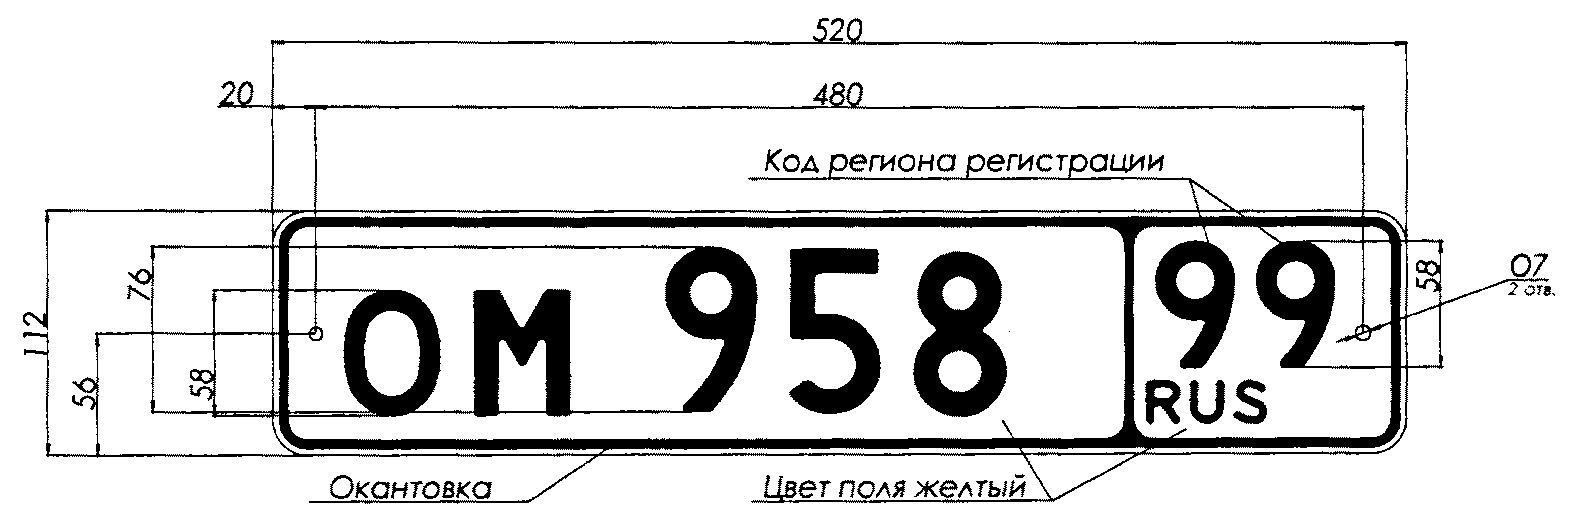 520
20
480
Код региона регистрации
112
56
76
58
ОМ 958 99
RUS
58
О7
2 отв.
Окантовка
Цвет поля желтый